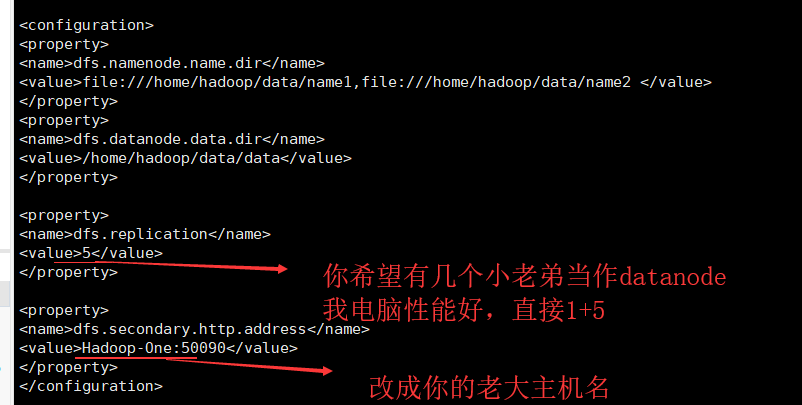 <configuration>
<property>
<name>dfs.namenode.name.dir</name>
<value>file:///home/hadoop/data/name1,file:///home/hadoop/data/name2 </value>
</property>
<property>
<name>dfs.datanode.data.dir</name>
<value>/home/hadoop/data/data</value>
</property>
<property>
<name>dfs.replication</name>
<value>5</value>
</property>
你希望有几个小老弟当作datanode
我电脑性能好，直接1+5
<property>
<name>dfs.secondary.http.address</name>
<value>Hadoop-One:50090</value>
</property>
</configuration>
改成你的老大主机名